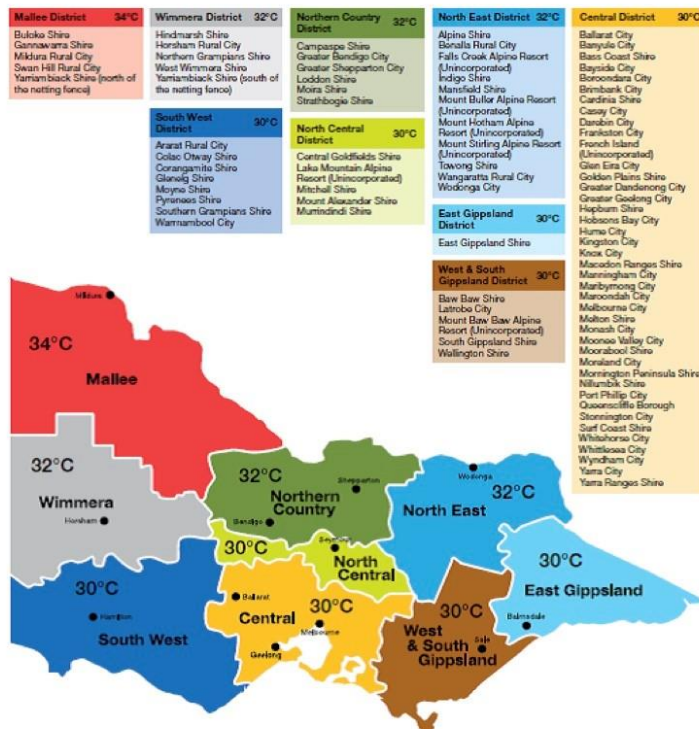 Mallee District 34°C
Buloke Shire
Gannawarra Shire
Mildura Rural City
Swan Hill Rural City
Yarriambiack Shire (north of
the netting fence)
Wimmera District 32°C
Hindmarsh Shire
Horsham Rural City
Northern Grampians Shire
West Wimmera Shire
Yarriambiack Shire (south of
the netting fence)
South West
District 30°C
Ararat Rural City
Colac Otway Shire
Corangamite Shire
Glenelg Shire
Moyne Shire
Pyrenees Shire
Southern Grampians Shire
Warrnambool City
Northern Country
District 32°C
Campaspe Shire
Greater Bendigo City
Greater Shepparton City
Loddon Shire
Moira Shire
Strathbogie Shire
North Central
District 30°C
Central Goldfields Shire
Lake Mountain Alpine
Resort (Unincorporated)
Mitchell Shire
Mount Alexander Shire
Murrindindi Shire
North East District 32°C
Alpine Shire
Benalla Rural City
Falls Creek Alpine Resort
(Unincorporated)
Indigo Shire
Mansfield Shire
Mount Buller Alpine Resort
(Unincorporated)
Mount Hotham Alpine
Resort (Unincorporated)
Mount Stirling Alpine Resort
(Unincorporated)
Towong Shire
Wangaratta Rural City
Wodonga City
East Gippsland
District 30°C
East Gippsland Shire
West & South
Gippsland District 30°C
Baw Baw Shire
Latrobe City
Mount Baw Baw Alpine
Resort (Unincorporated)
South Gippsland Shire
Wellington Shire
Central District 30°C
Ballarat City
Banyule City
Bass Coast Shire
Bayside City
Boroondara City
Brimbank City
Cardinia Shire
Casey City
Darebin City
Frankston City
French Island
(Unincorporated)
Glen Eira City
Golden Plains Shire
Greater Dandenong City
Greater Geelong City
Hepburn Shire
Hobsons Bay City
Hume City
Kingston City
Knox City
Macedon Ranges Shire
Manningham City
Maribyrnong City
Maroondah City
Melbourne City
Melton Shire
Monash City
Moonee Valley City
Moorabool Shire
Moreland City
Mornington Peninsula Shire
Nillumbik Shire
Port Phillip City
Queenscliffe Borough
Stonnington City
Surf Coast Shire
Whitehorse City
Whittlesea City
Wyndham City
Yarra City
Yarra Ranges Shire
Mildura
34°C
Mallee
32°C
Wimmera
Horsham
32°C
Northern
Country
Shepparton
Bendigo
Wodonga
32°C
North East
30°C
Seymour
North
Central
30°C
East Gippsland
Bairnsdale
30°C
Hamilton
South West
Ballarat
Central
30°C
Melbourne
Geelong
30°C
West
& South
Gippsland
Sale